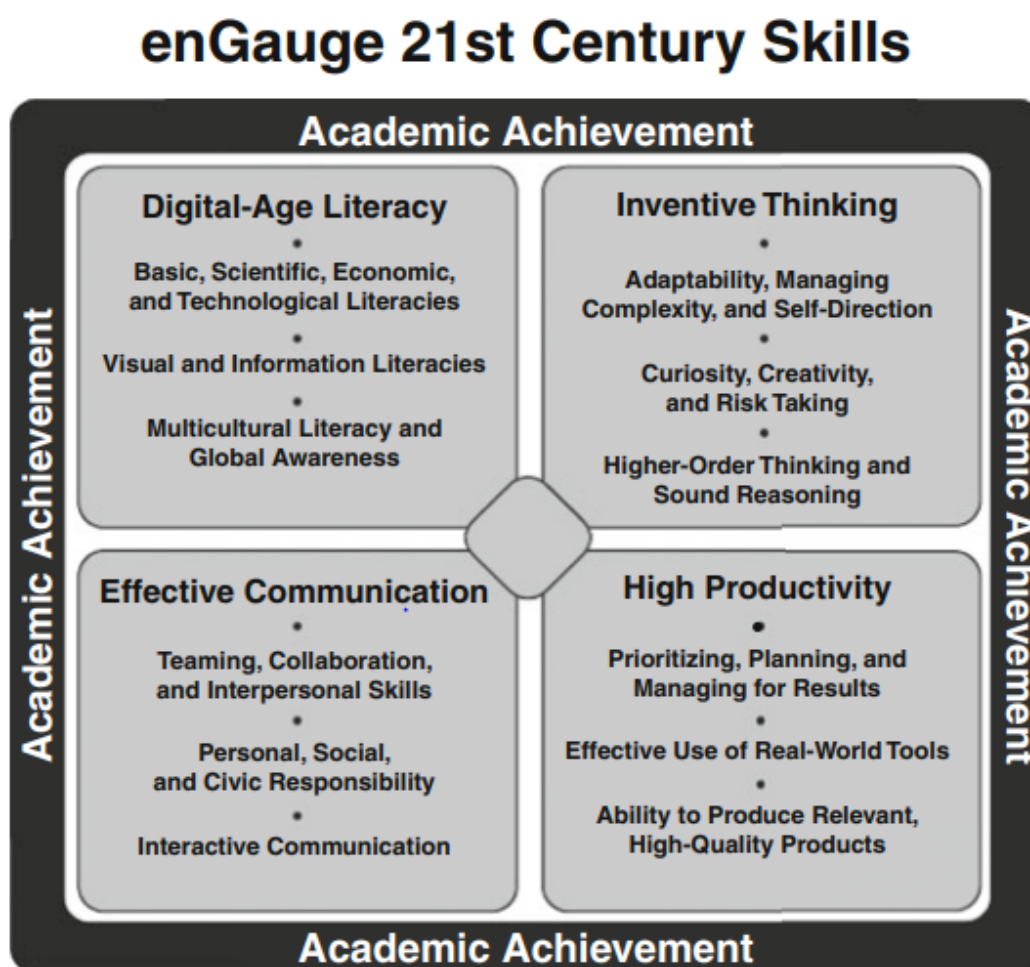 enGauge 21st Century Skills
Academic Achievement
Academic Achievement
Digital-Age Literacy
•
Basic, Scientific, Economic,
and Technological Literacies
•
Visual and Information Literacies
•
Multicultural Literacy and
Global Awareness
Inventive Thinking
•
Adaptability, Managing
Complexity, and Self-Direction
•
Curiosity, Creativity,
and Risk Taking
•
Higher-Order Thinking and
Sound Reasoning
Effective Communication
•
Teaming, Collaboration,
and Interpersonal Skills
•
Personal, Social,
and Civic Responsibility
•
Interactive Communication
High Productivity
•
Prioritizing, Planning, and
Managing for Results
•
Effective Use of Real-World Tools
•
Ability to Produce Relevant,
High-Quality Products
Academic Achievement
Academic Achievement